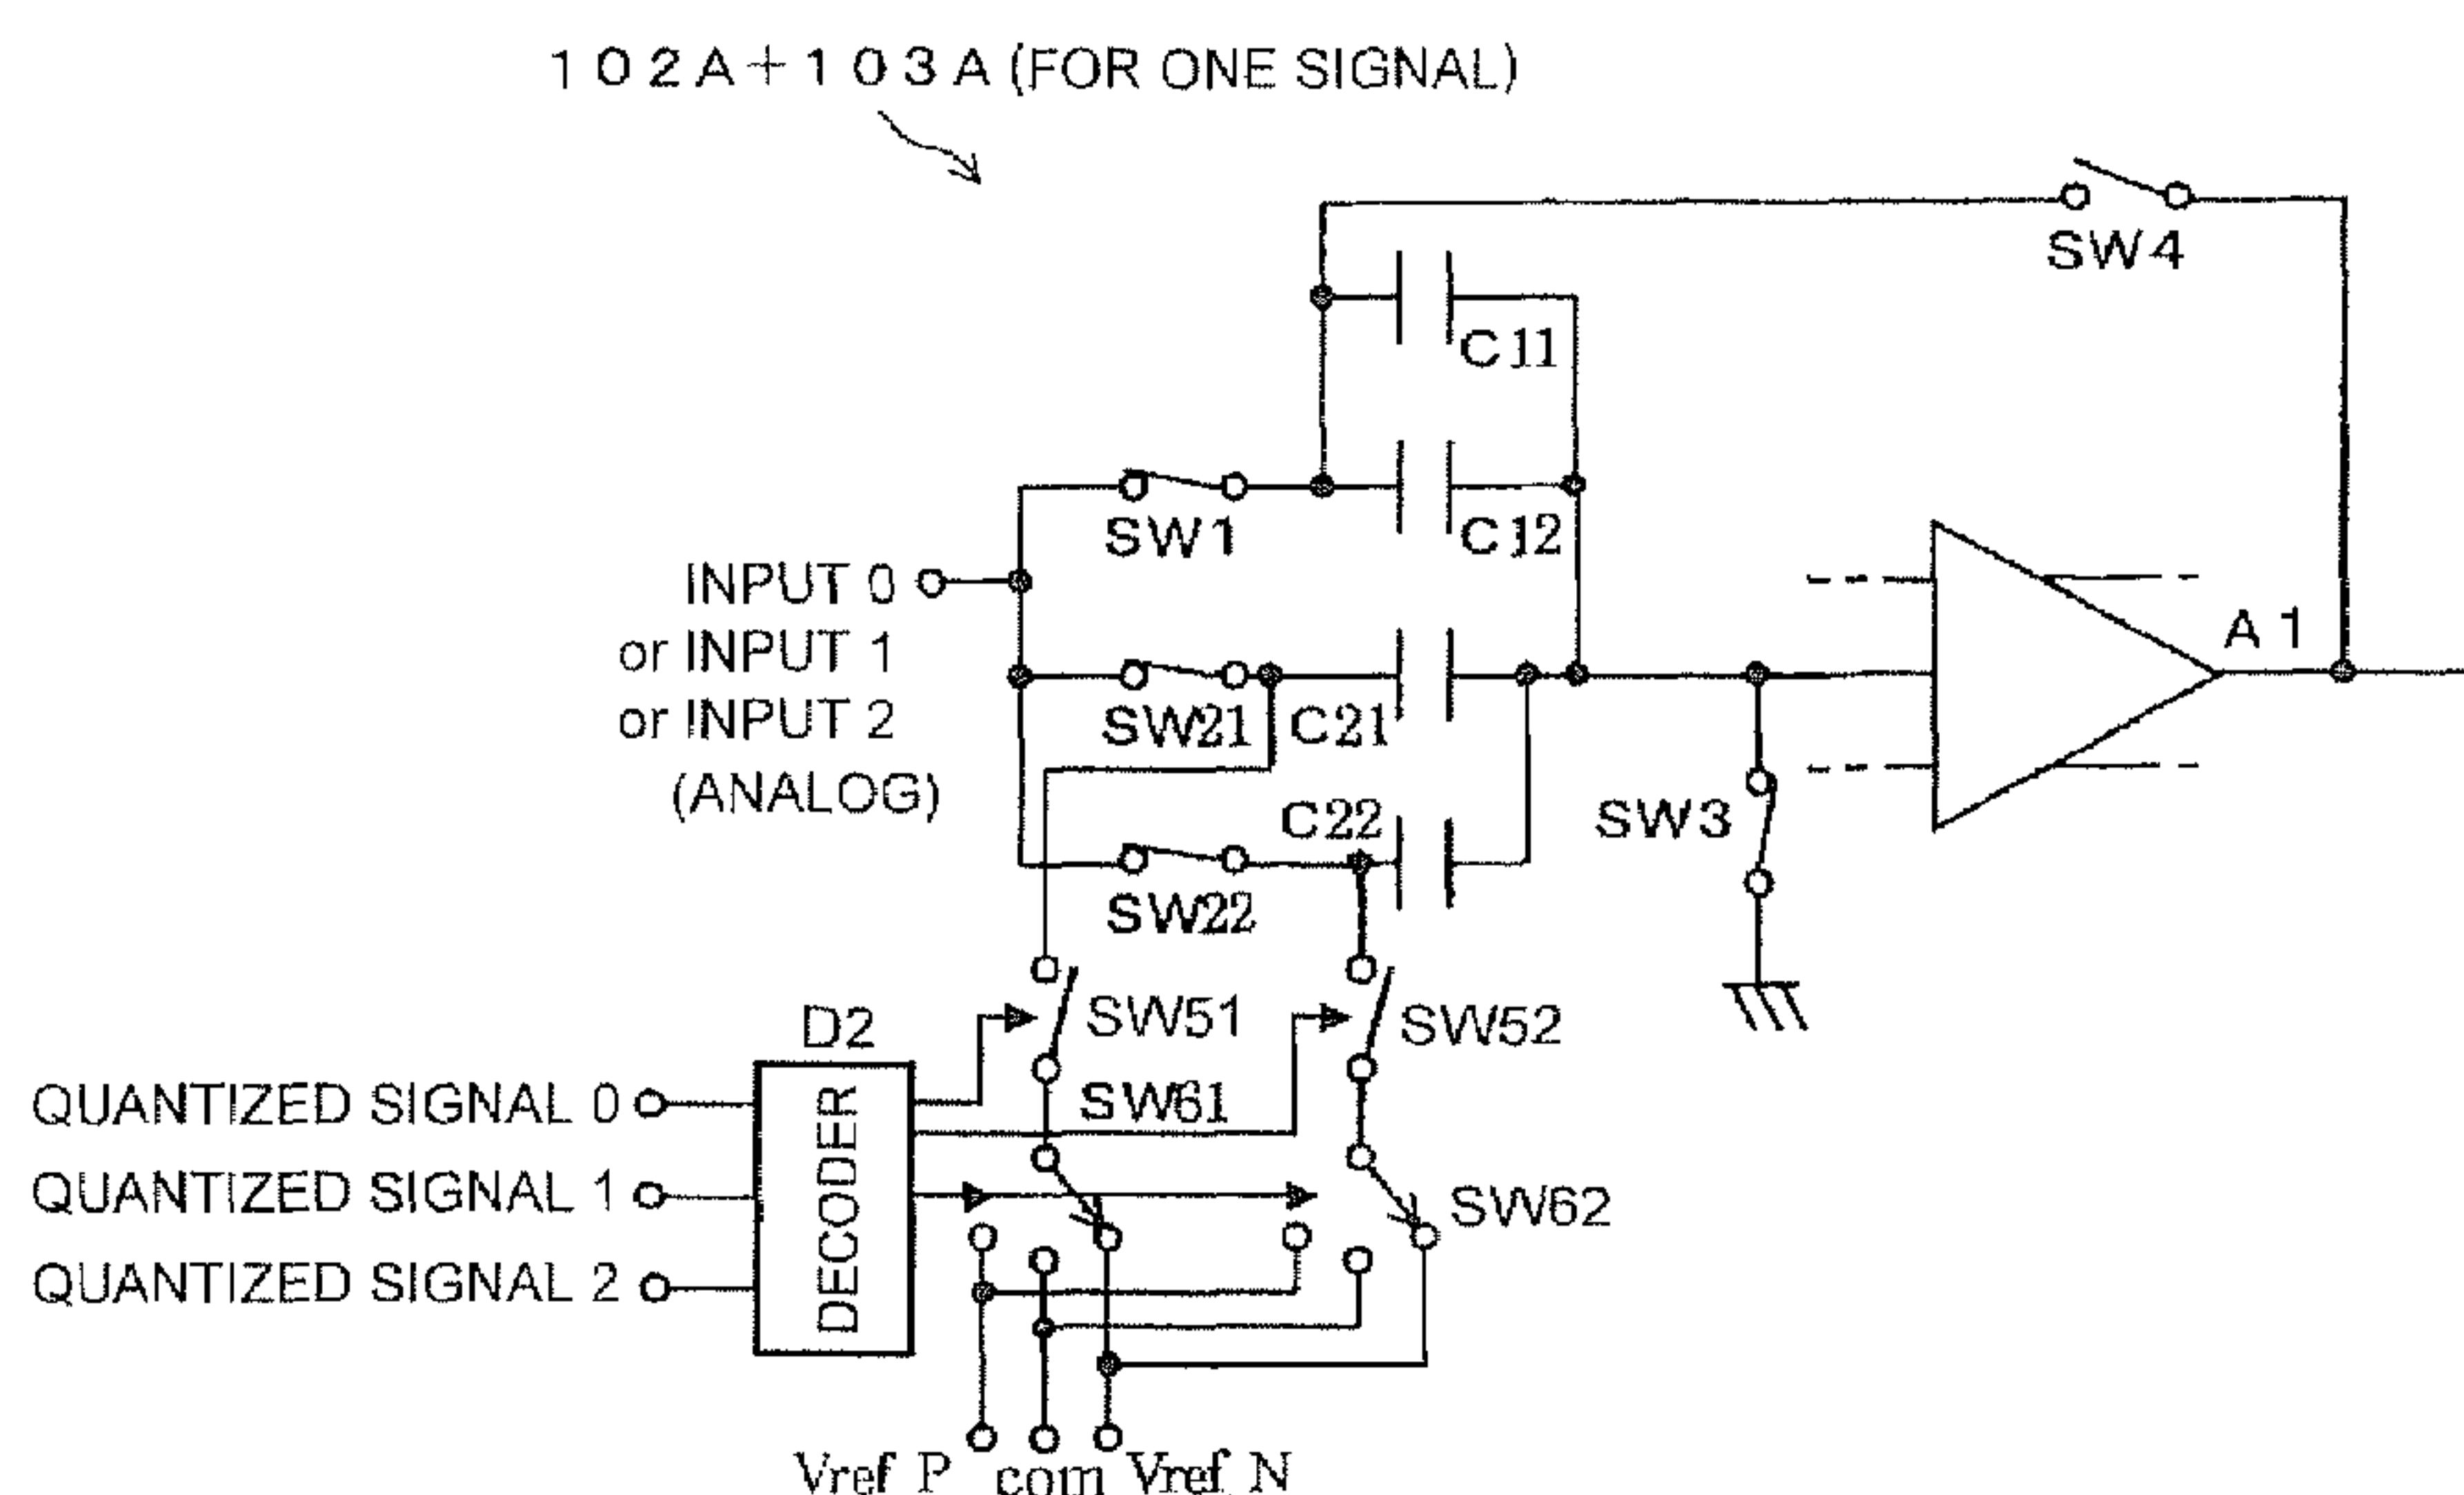 102A+103A (FOR ONE SIGNAL)
SW4
C11
SW1
C12
INPUT 0
or INPUT 1
or INPUT 2
(ANALOG)
A1
SW21
C21
C22
SW3
SW22
D2
SW51
SW52
QUANTIZED SIGNAL 0
SW61
DECODER
QUANTIZED SIGNAL 1
SW62
QUANTIZED SIGNAL 2
Vref P com Vref N